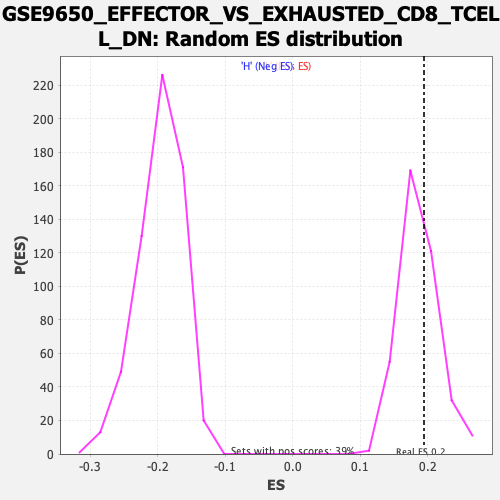 GSE9650_EFFECTOR_VS_EXHAUSTED_CD8_TCEL
L_DN: Random ES distribution
'H' (Neg ES) ES)
220
200
180
160
140
120
100
80
60
40
20
0
P(ES)
Sets with pos scores: 39%
Real ES 0.2
-0.3 -0.2 -0.1 0.0 0.1 0.2
ES